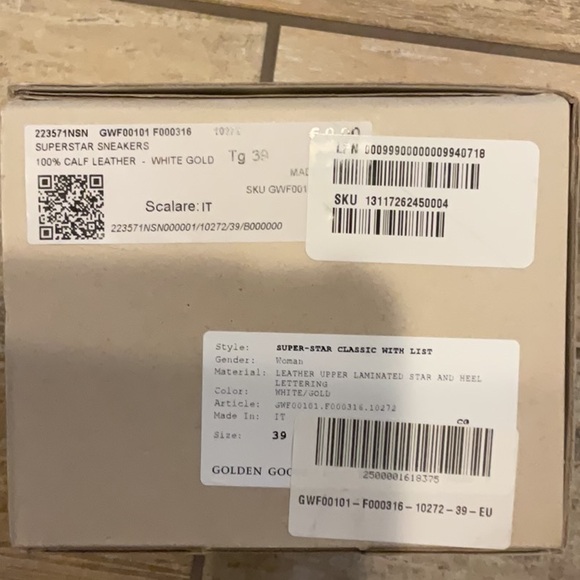 223571NSN GWF00101 F000316
SUPERSTAR SNEAKERS
100% CALF LEATHER - WHITE GOLD Tg 39
SKU GWF001
Scalare: IT
223571NSN000001/10272/39/B000000
LPN 00099900000009940718
SKU 13117262450004
Style: SUPER-STAR CLASSIC WITH LIST
Gender: Woman
Material: LEATHER UPPER LAMINATED STAR AND HEEL
LETTERING
Color: WHITE/GOLD
Article: GWF00101.F000316.10272
Made In: IT
Size: 39
GOLDEN GOO
2500001618375
GWF00101-F000316-10272-39-EU